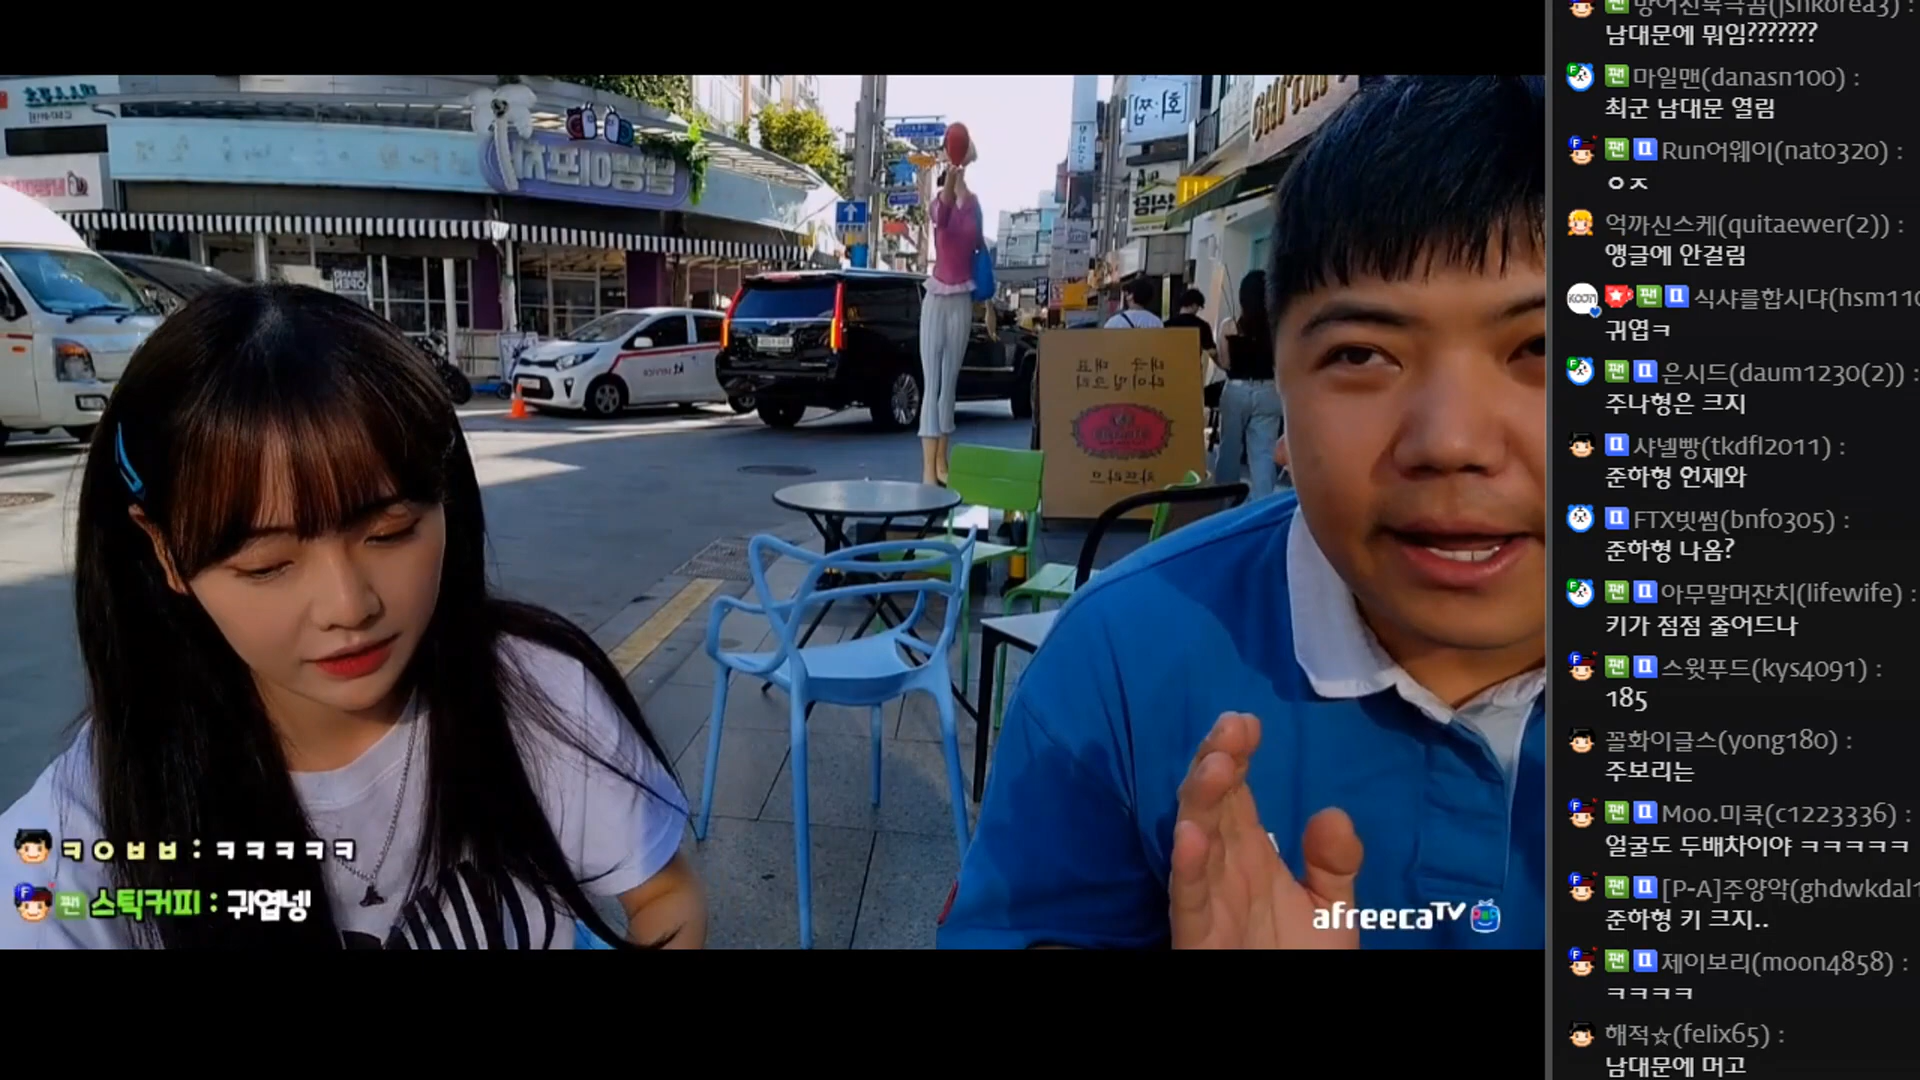 남대문에 뭐임???????
마일맨(danasn100) :
최군 남대문 열림
Run어웨이(nat0320) :
ㅇㅈ
억까신스케(quitaewer(2)) :
앵글에 안걸림
식샤를합시댜(hsm110
귀엽ㅋ
은시드(daum1230(2)) :
주나형은 크지
샤넬빵(tkdfl2011) :
준하형 언제와
FTX빗썸(bnf0305) :
준하형 나옴?
아무말머잔치(lifewife) :
키가 점점 줄어드나
스윗푸드(kys4091) :
185
꼴화이글스(yong180) :
주보리는
Moo.미쿡(c1223336) :
얼굴도 두배차이야 ㅋㅋㅋㅋㅋ
[P-A]주양악(ghdwkdal1
준하형 키 크지..
제이보리(moon4858) :
ㅋㅋㅋㅋ
해적☆(felix65) :
남대문에 머고
ㅋㅇㅂㅂ : ㅋㅋㅋㅋㅋ
팬 스틱커피 : 귀엽넹
afreecaTV